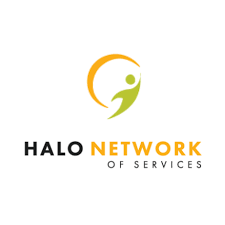 HALO NETWORK
OF SERVICES